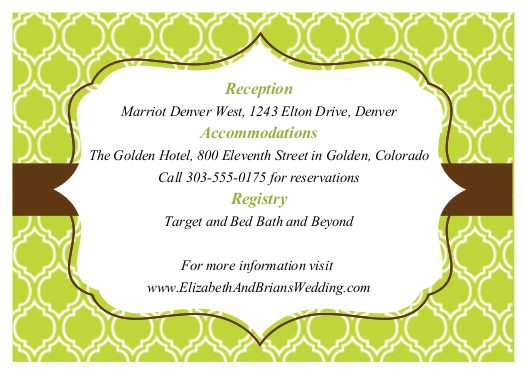 Reception
Marriot Denver West, 1243 Elton Drive, Denver
Accommodations
The Golden Hotel, 800 Eleventh Street in Golden, Colorado
Call 303-555-0175 for reservations
Registry
Target and Bed Bath and Beyond
For more information visit
www.ElizabethAndBriansWedding.com